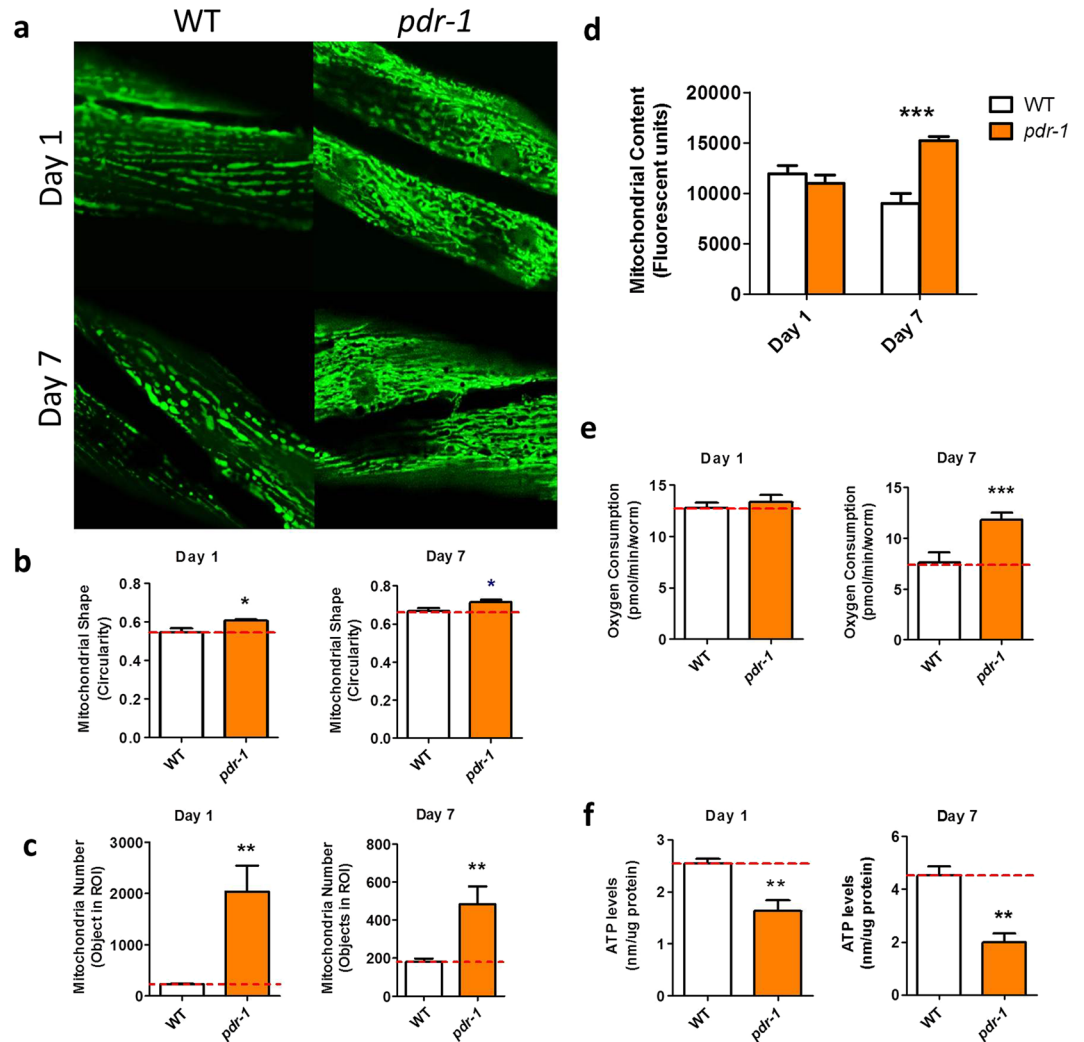 a
WT
pdr-1
Day 1
Day 7
b
Day 1
Mitochondrial Shape
(Circularity)
0.8
0.6
0.4
0.2
0.0
*
WT
pdr-1
Day 7
Mitochondrial Shape
(Circularity)
0.8
0.6
0.4
0.2
0.0
*
WT
pdr-1
c
Day 1
Mitochondria Number
(Object in ROI)
3000
2000
1000
0
**
WT
pdr-1
Day 7
Mitochondria Number
(Objects in ROI)
800
600
400
200
0
**
WT
pdr-1
d
Mitochondrial Content
(Fluorescent units)
20000
15000
10000
5000
0
***
Day 1
Day 7
WT
pdr-1
e
Day 1
Oxygen Consumption
(pmol/min/worm)
15
10
5
0
WT
pdr-1
Day 7
Oxygen Consumption
(pmol/min/worm)
15
10
5
0
***
WT
pdr-1
f
Day 1
ATP levels
(nm/ug protein)
3
2
1
0
**
WT
pdr-1
Day 7
ATP levels
(nm/ug protein)
6
4
2
0
**
WT
pdr-1